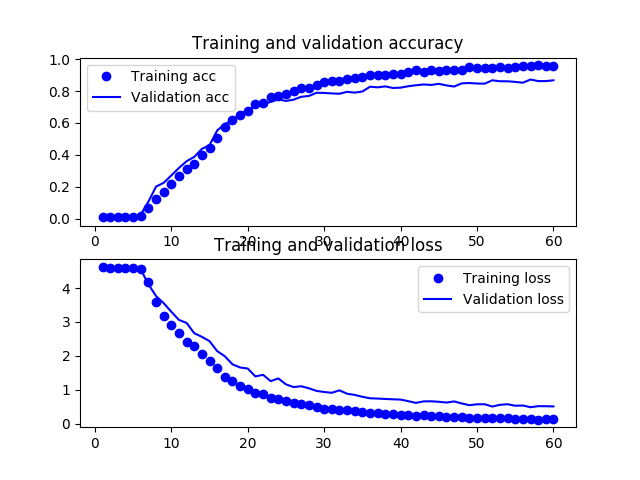 Training and validation accuracy
1.0
0.8
0.6
0.4
0.2
0.0
Training acc
Validation acc
0 10 20 30 40 50 60
Training and validation loss
4
3
2
1
0
Training loss
Validation loss
0 10 20 30 40 50 60